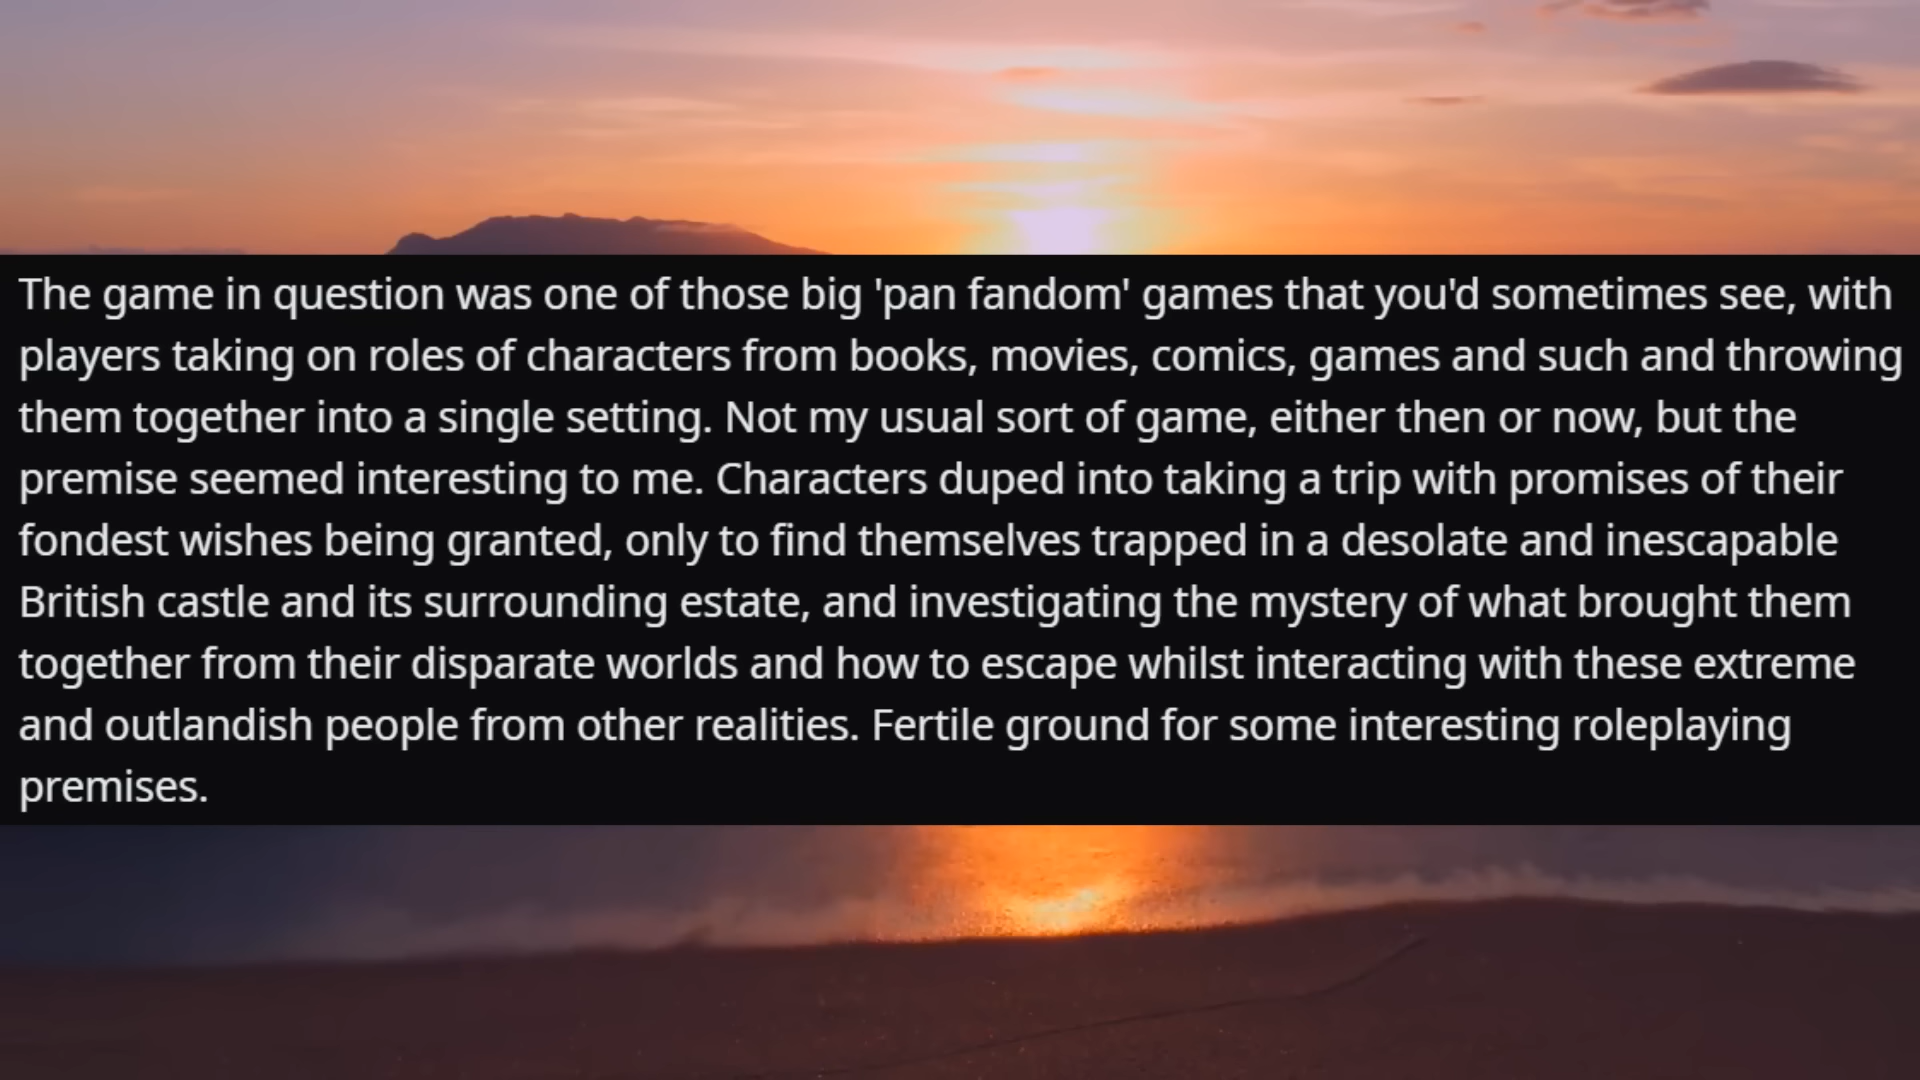 The game in question was one of those big 'pan fandom' games that you'd sometimes see, with
players taking on roles of characters from books, movies, comics, games and such and throwing
them together into a single setting. Not my usual sort of game, either then or now, but the
premise seemed interesting to me. Characters duped into taking a trip with promises of their
fondest wishes being granted, only to find themselves trapped in a desolate and inescapable
British castle and its surrounding estate, and investigating the mystery of what brought them
together from their disparate worlds and how to escape whilst interacting with these extreme
and outlandish people from other realities. Fertile ground for some interesting roleplaying
premises.